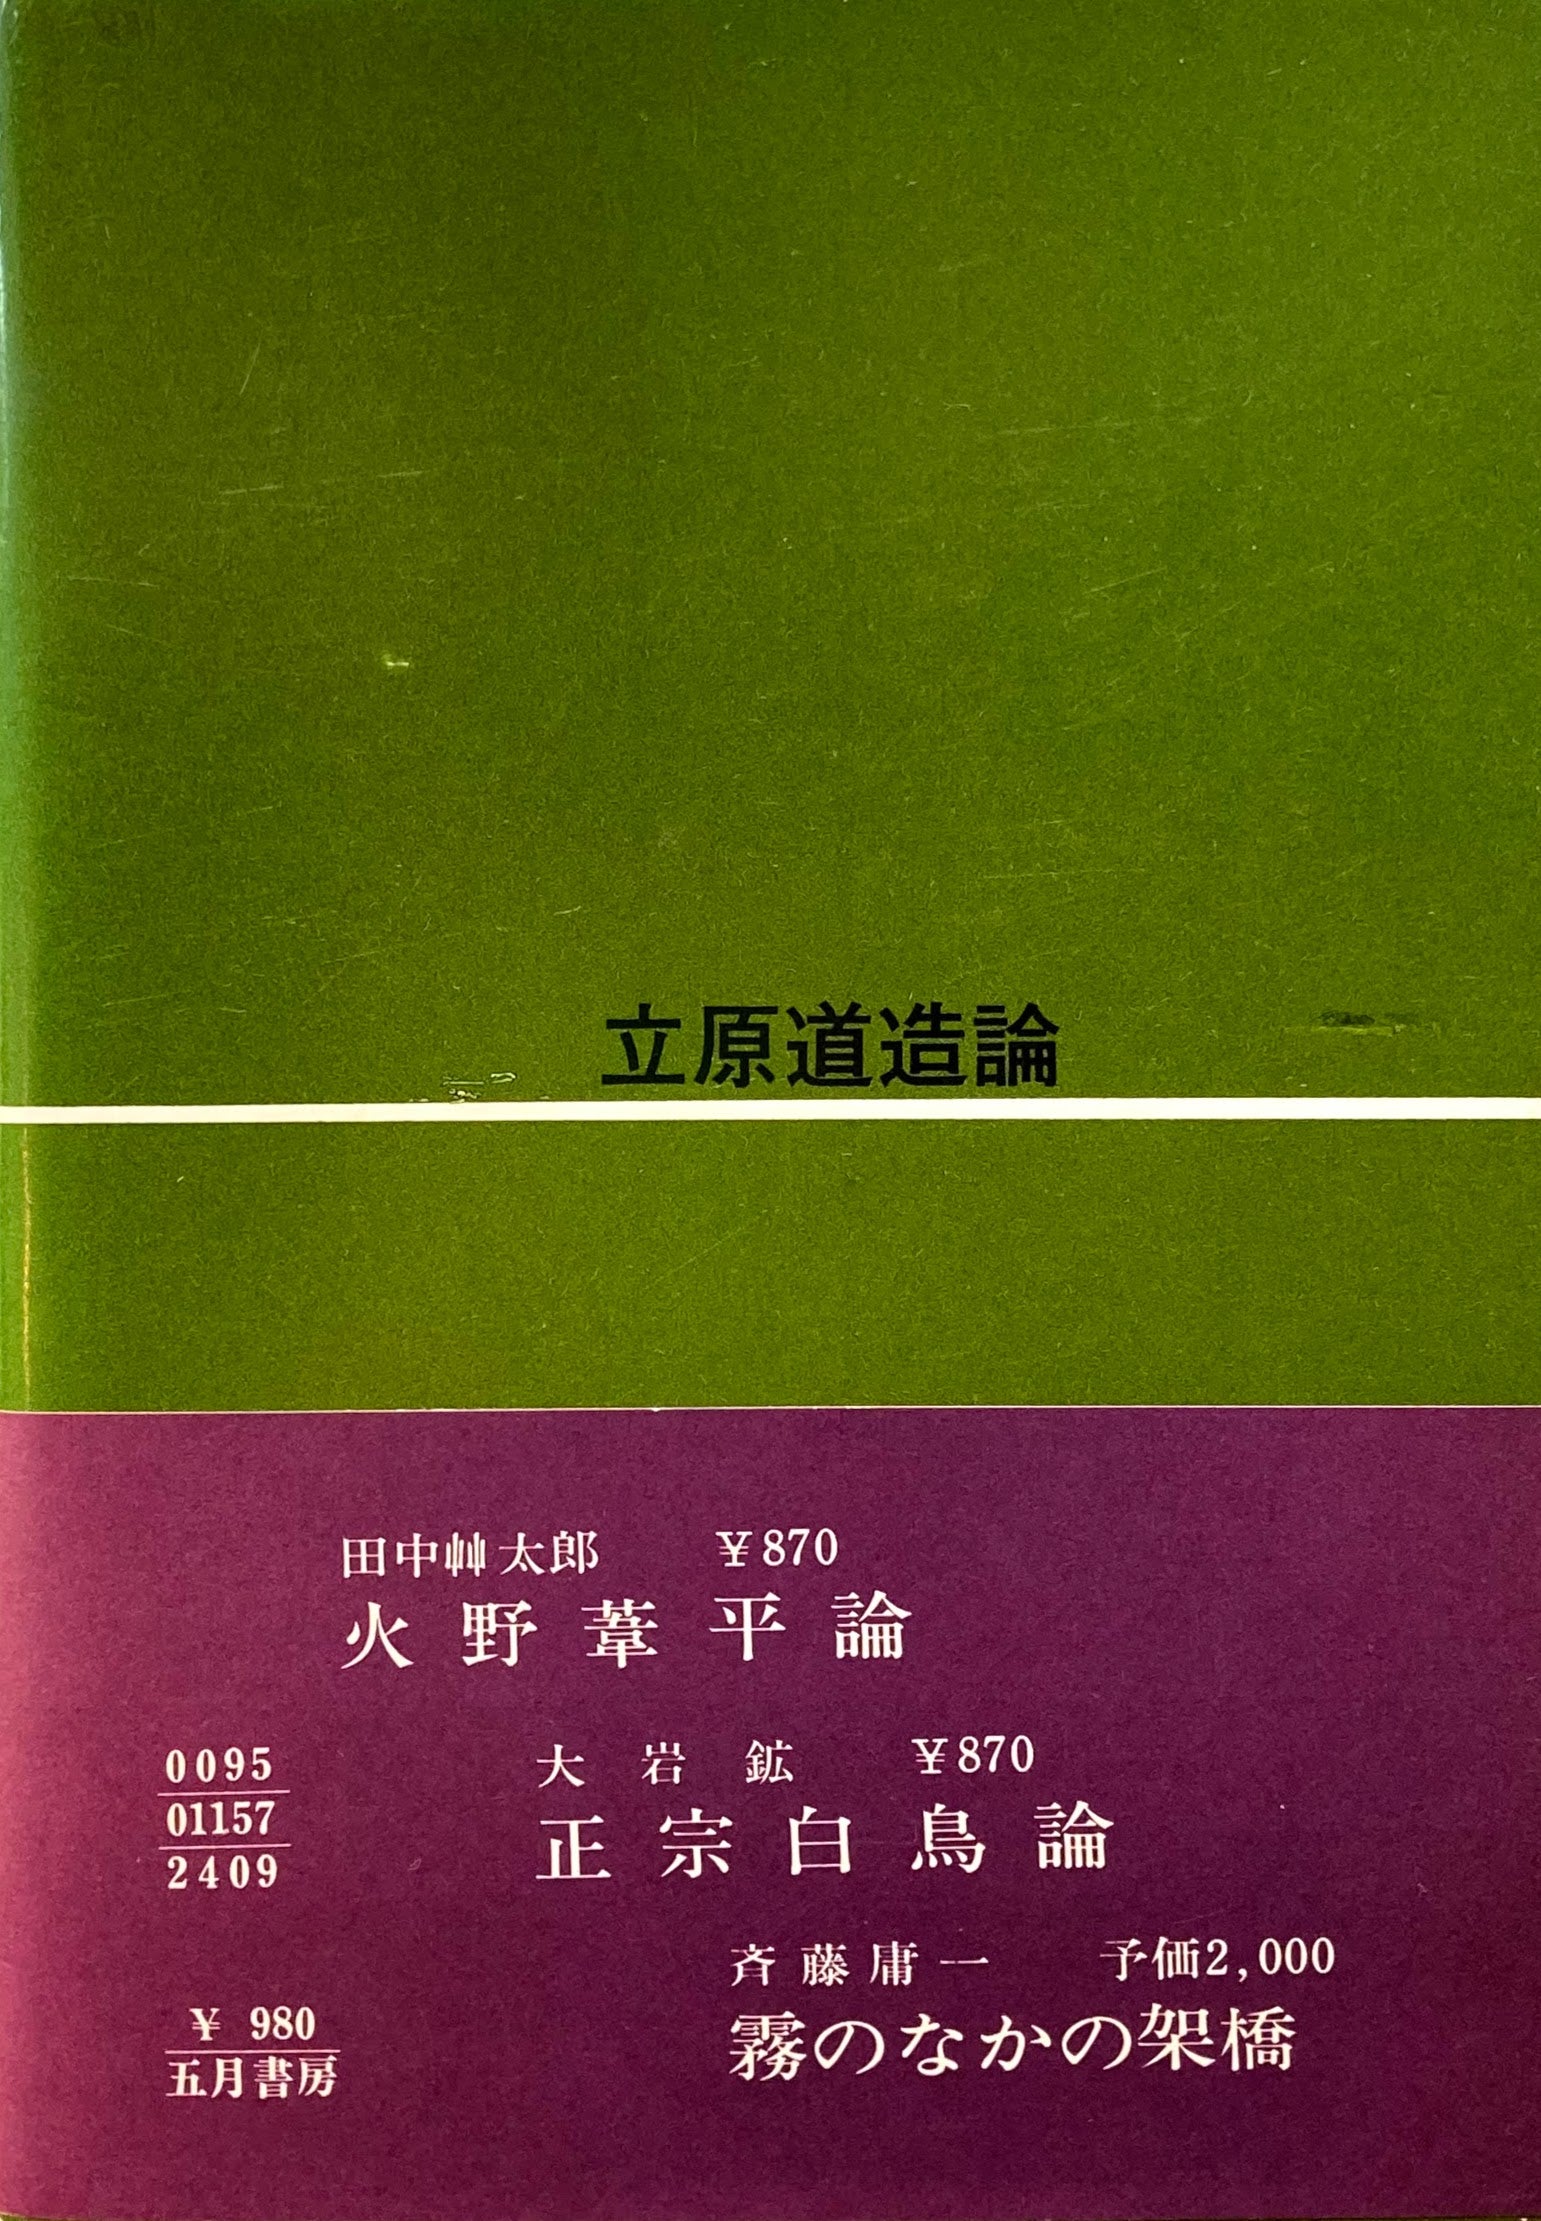 立原道造論
田中艸太郎 ￥870
火野葦平論
大岩鉱 ￥870
正宗白鳥論
斉藤庸一 予価2,000
霧のなかの架橋
0095
01157
2409
￥ 980
五月書房